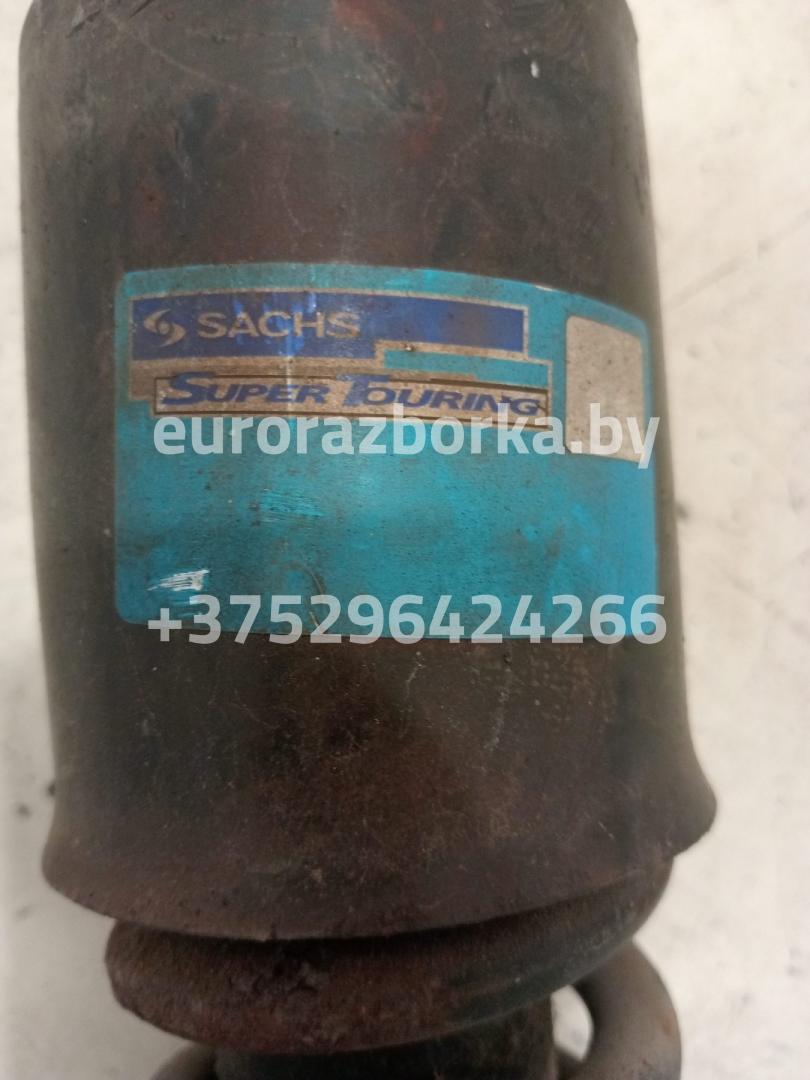 SACHS
SUPER TOURING
eurorazborka.by
+375296424266